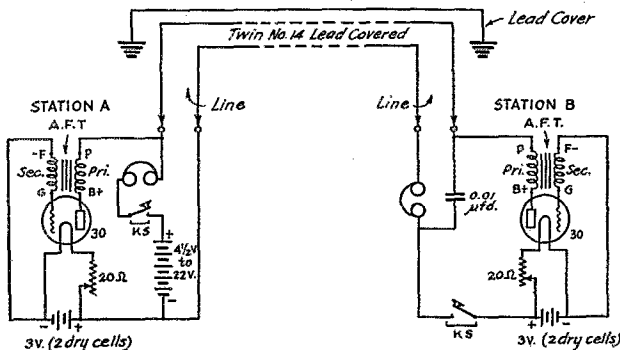 Lead Cover
Twin No.14 Lead Covered
STATION A
A.F.T
Line
Line
STATION B
A.F.T.
-F
P
Sec.
Pri.
G
B+
30
KS
+
4½V
to
22V.
-
20Ω
- +
3V. (2 dry cells)
P
F-
Pri.
Sec.
B+
G
0.01
µfd.
30
20Ω
KS
- +
3V. (2 dry cells)